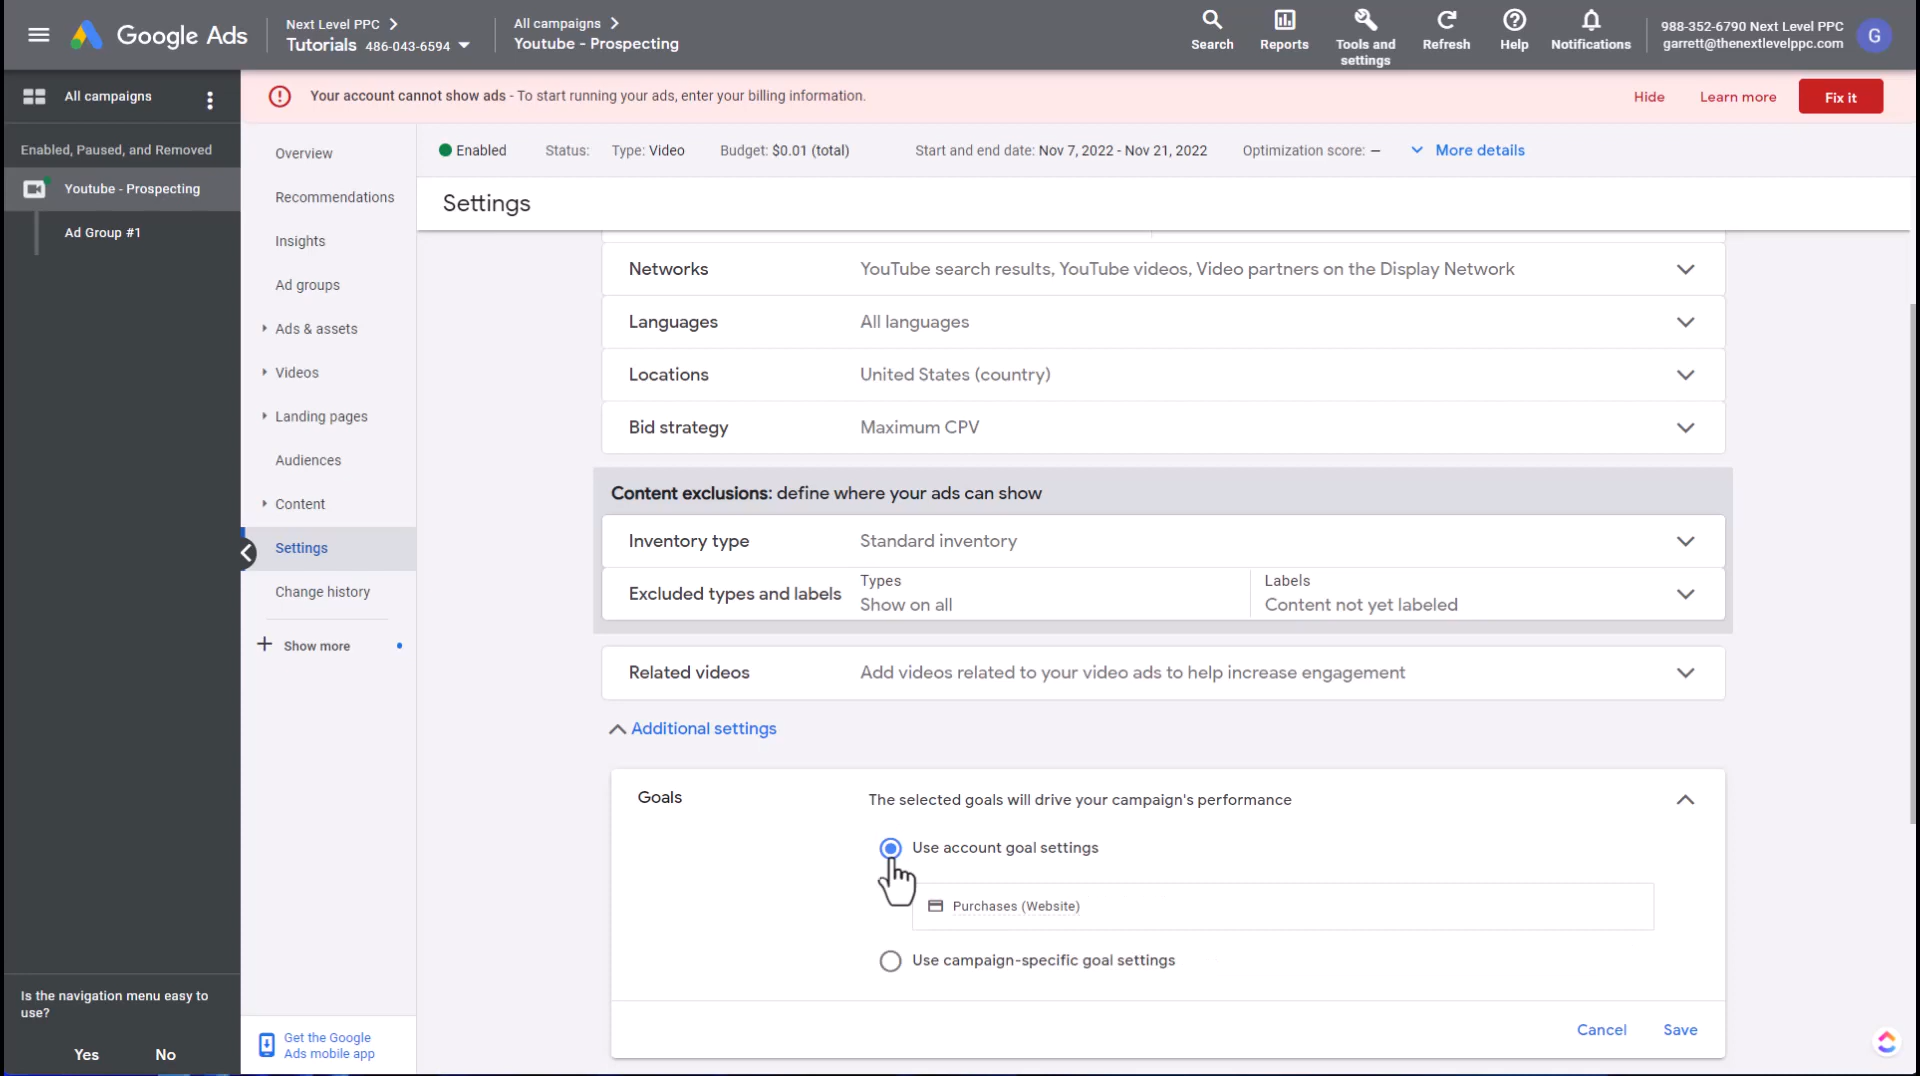 Google Ads
Next Level PPC
Tutorials 486-043-6594
All campaigns
Youtube - Prospecting
Search
Reports
Tools and
settings
Refresh
Help
Notifications
988-352-6790 Next Level PPC
garrett@thenextlevelppc.com
G
All campaigns
Your account cannot show ads - To start running your ads, enter your billing information.
Hide
Learn more
Fix it
Enabled, Paused, and Removed
Youtube - Prospecting
Ad Group #1
Overview
Recommendations
Insights
Ad groups
Ads & assets
Videos
Landing pages
Audiences
Content
Settings
Change history
Show more
Enabled
Status:
Type: Video
Budget: $0.01 (total)
Start and end date: Nov 7, 2022 - Nov 21, 2022
Optimization score: –
More details
Settings
Networks
YouTube search results, YouTube videos, Video partners on the Display Network
Languages
All languages
Locations
United States (country)
Bid strategy
Maximum CPV
Content exclusions: define where your ads can show
Inventory type
Standard inventory
Excluded types and labels
Types
Show on all
Labels
Content not yet labeled
Related videos
Add videos related to your video ads to help increase engagement
Additional settings
Goals
The selected goals will drive your campaign's performance
Use account goal settings
Purchases (Website)
Use campaign-specific goal settings
Cancel
Save
Is the navigation menu easy to
use?
Yes
No
Get the Google
Ads mobile app